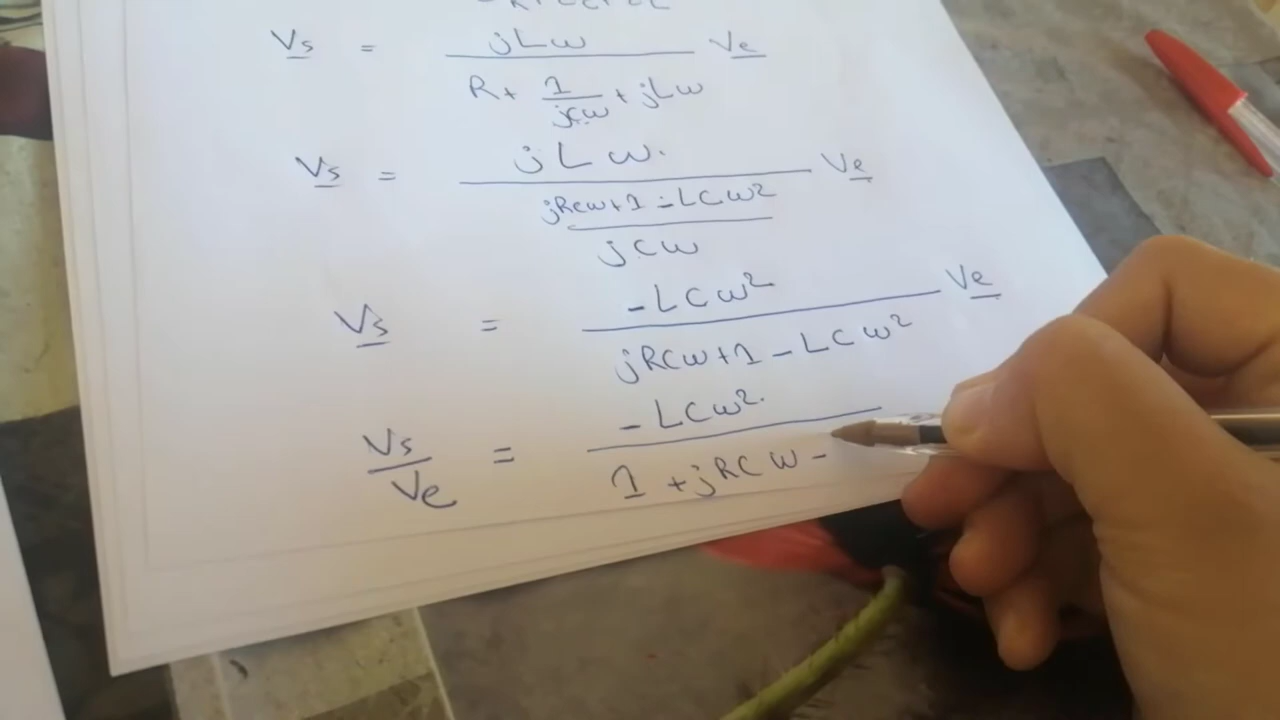 Vs = jLω / (R + 1/(jCω) + jLω) Ve
Vs = jLω. / ((jRCω+1-LCω²)/(jCω)) Ve
Vs = -LCω² / (jRCω+1-LCω²) Ve
Vs/Ve = -LCω². / (1+jRCω-